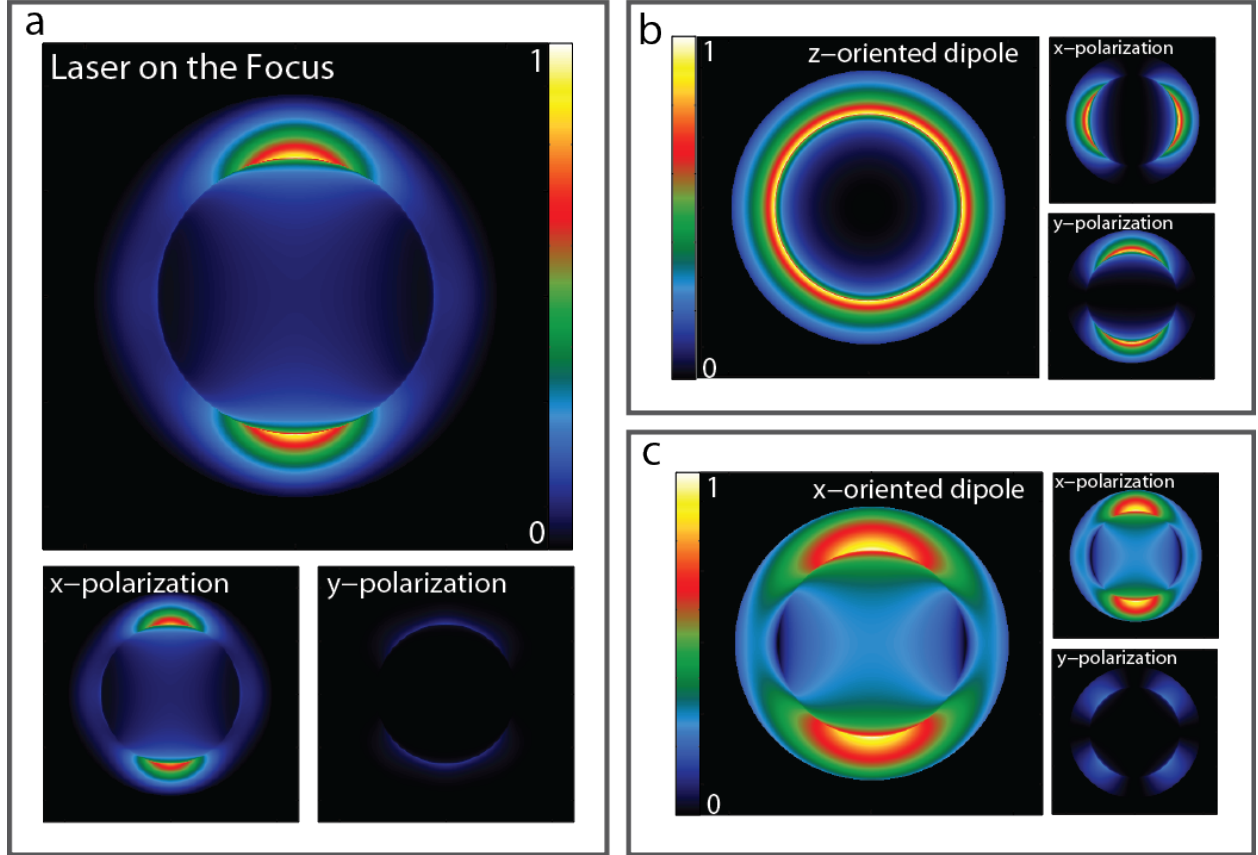 a
Laser on the Focus
1
0
x-polarization
y-polarization
b
1
z-oriented dipole
0
x-polarization
y-polarization
c
1
x-oriented dipole
0
x-polarization
y-polarization